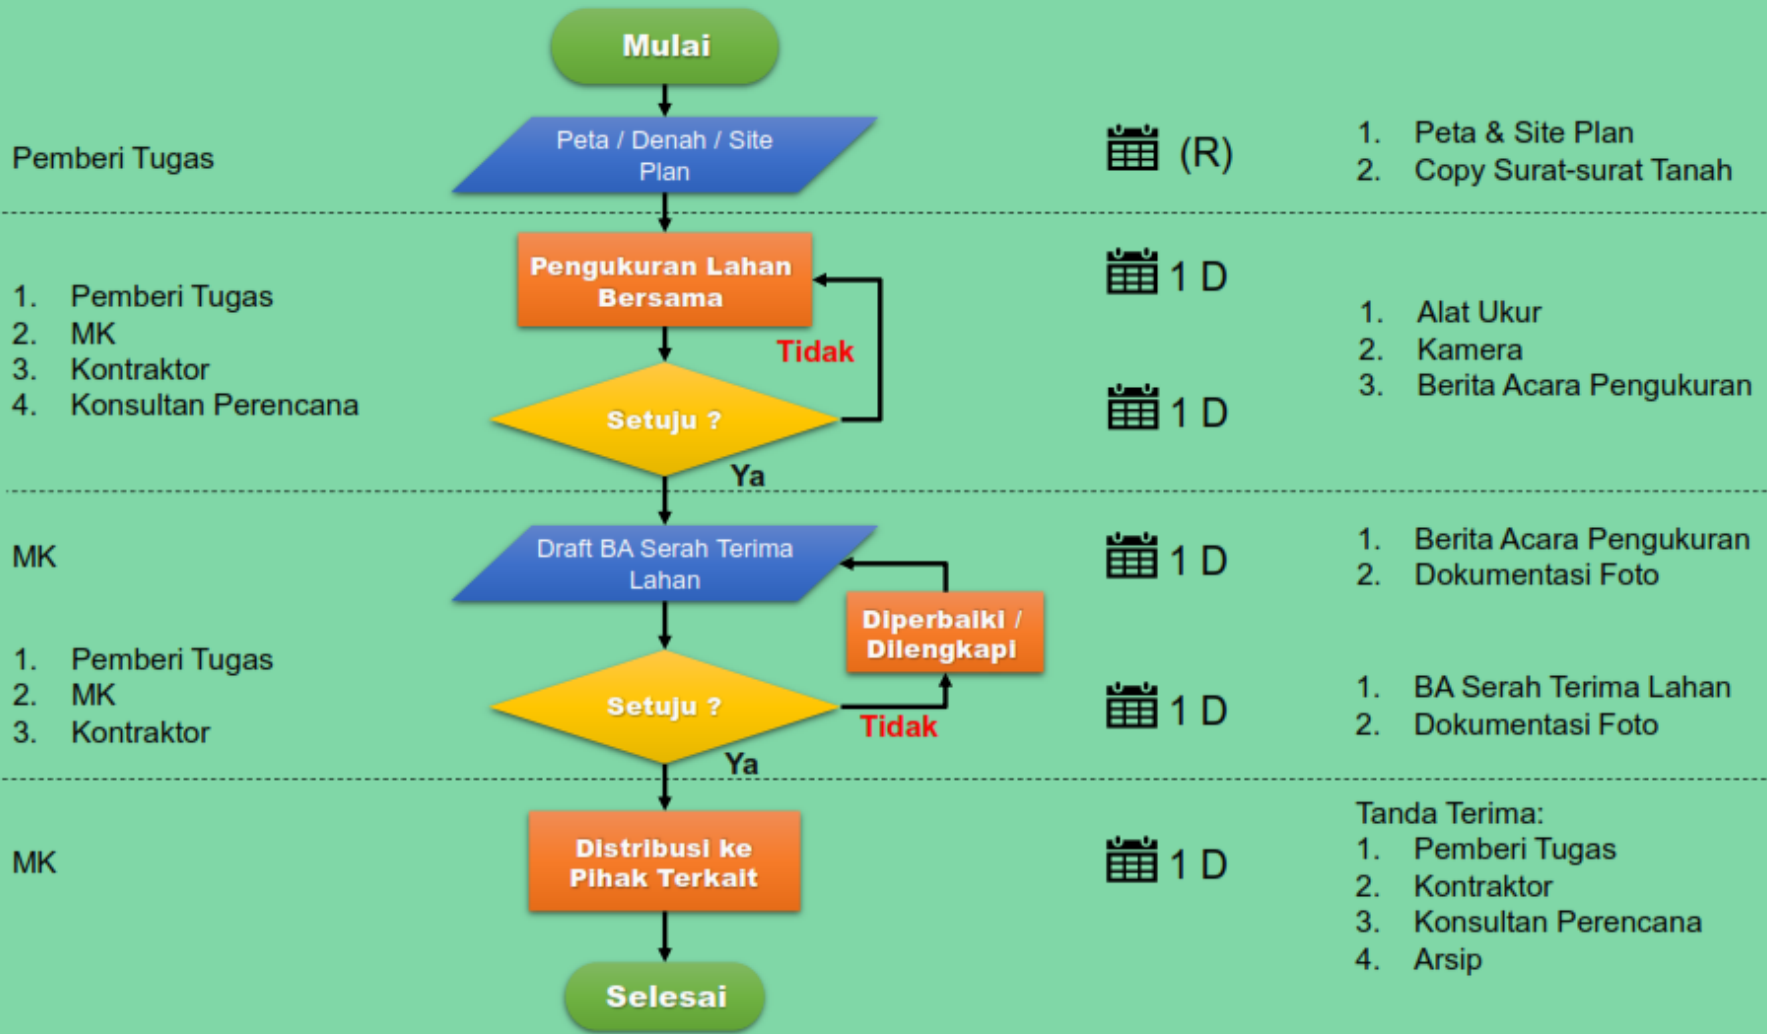 Mulai
Pemberi Tugas
Peta / Denah / Site
Plan
(R)
1. Peta & Site Plan
2. Copy Surat-surat Tanah
1. Pemberi Tugas
2. MK
3. Kontraktor
4. Konsultan Perencana
Pengukuran Lahan
Bersama
Tidak
Setuju ?
Ya
1 D
1 D
1. Alat Ukur
2. Kamera
3. Berita Acara Pengukuran
MK
Draft BA Serah Terima
Lahan
1 D
1. Berita Acara Pengukuran
2. Dokumentasi Foto
Diperbaiki /
Dilengkapi
1. Pemberi Tugas
2. MK
3. Kontraktor
Setuju ?
Tidak
Ya
1 D
1. BA Serah Terima Lahan
2. Dokumentasi Foto
MK
Distribusi ke
Pihak Terkait
1 D
Tanda Terima:
1. Pemberi Tugas
2. Kontraktor
3. Konsultan Perencana
4. Arsip
Selesai